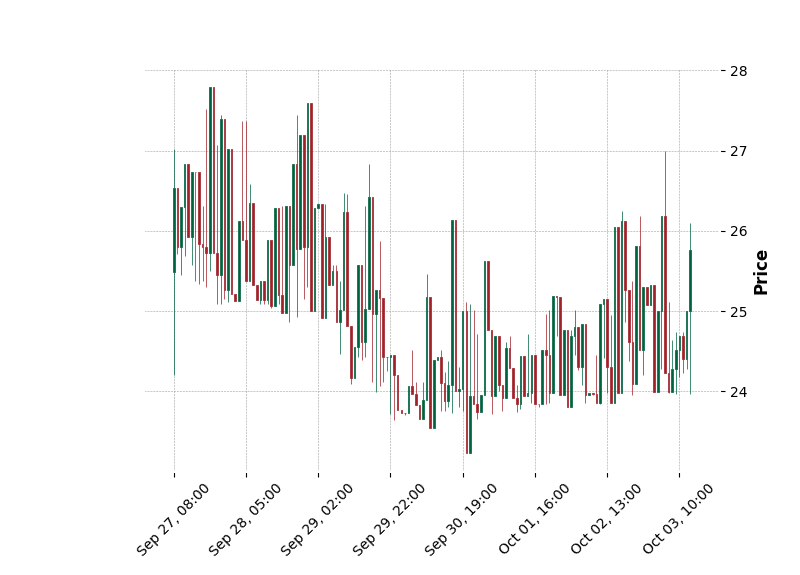 28
27
26
25
24
Price
Sep 27, 08:00
Sep 28, 05:00
Sep 29, 02:00
Sep 29, 22:00
Sep 30, 19:00
Oct 01, 16:00
Oct 02, 13:00
Oct 03, 10:00